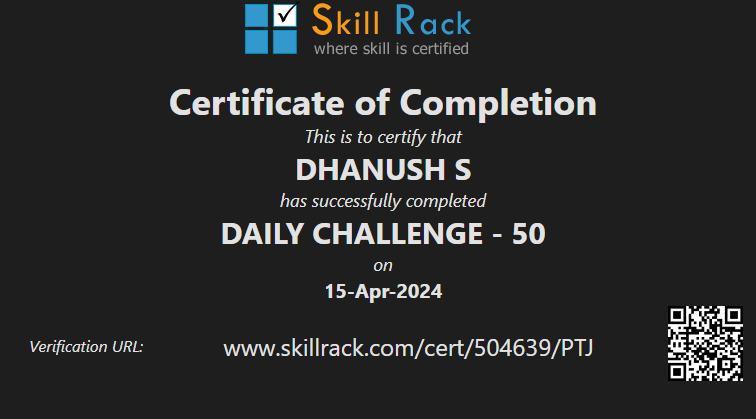 Skill Rack
where skill is certified
Certificate of Completion
This is to certify that
DHANUSH S
has successfully completed
DAILY CHALLENGE - 50
on
15-Apr-2024
Verification URL: www.skillrack.com/cert/504639/PTJ